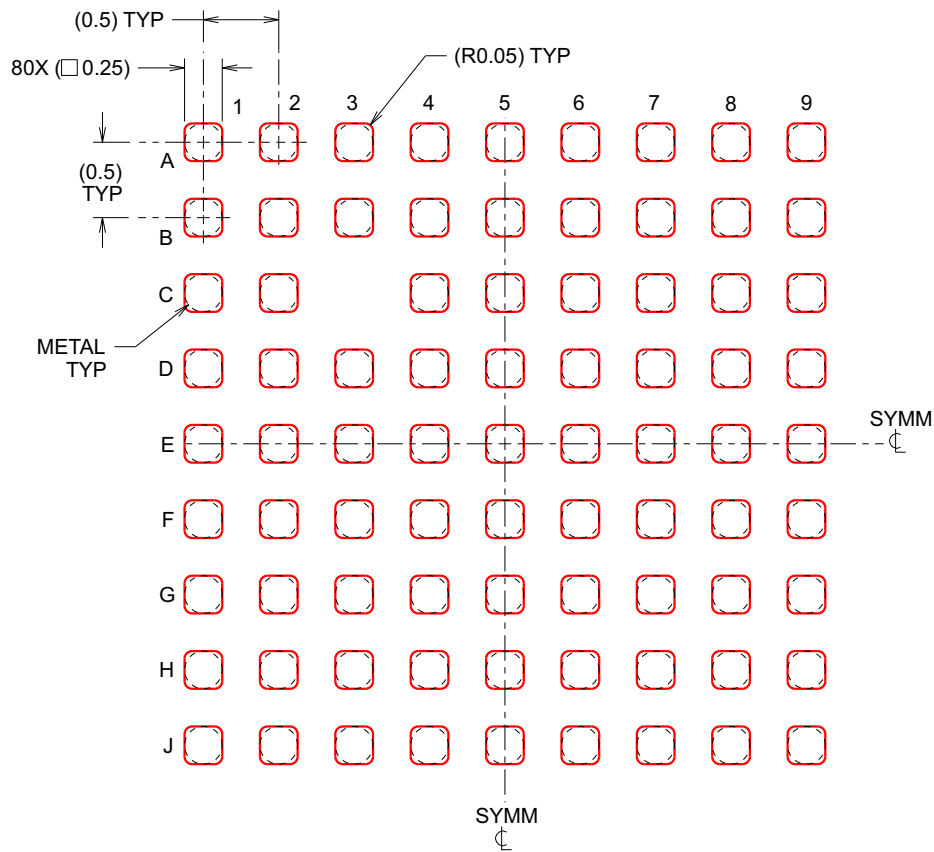 (0.5) TYP
80X (□ 0.25)
(R0.05) TYP
1 2 3 4 5 6 7 8 9
A
(0.5)
TYP
B
C
METAL
TYP
D
SYMM
E
F
G
H
J
SYMM